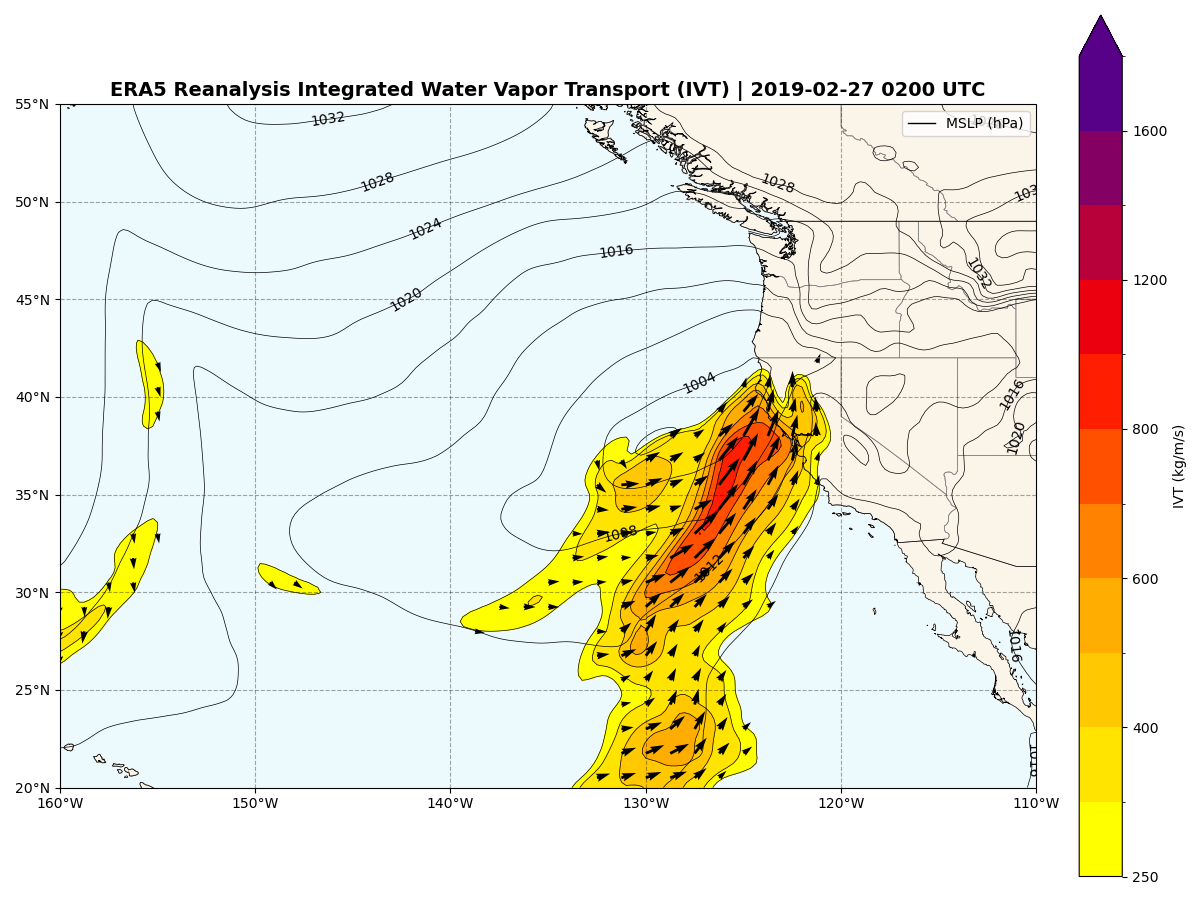 ERA5 Reanalysis Integrated Water Vapor Transport (IVT) | 2019-02-27 0200 UTC
MSLP (hPa)
55°N
50°N
45°N
40°N
35°N
30°N
25°N
20°N
160°W
150°W
140°W
130°W
120°W
110°W
1032
1028
1024
1020
1016
1004
1008
1012
1028
1032
1016
1020
1016
1600
1200
800
600
400
250
IVT (kg/m/s)